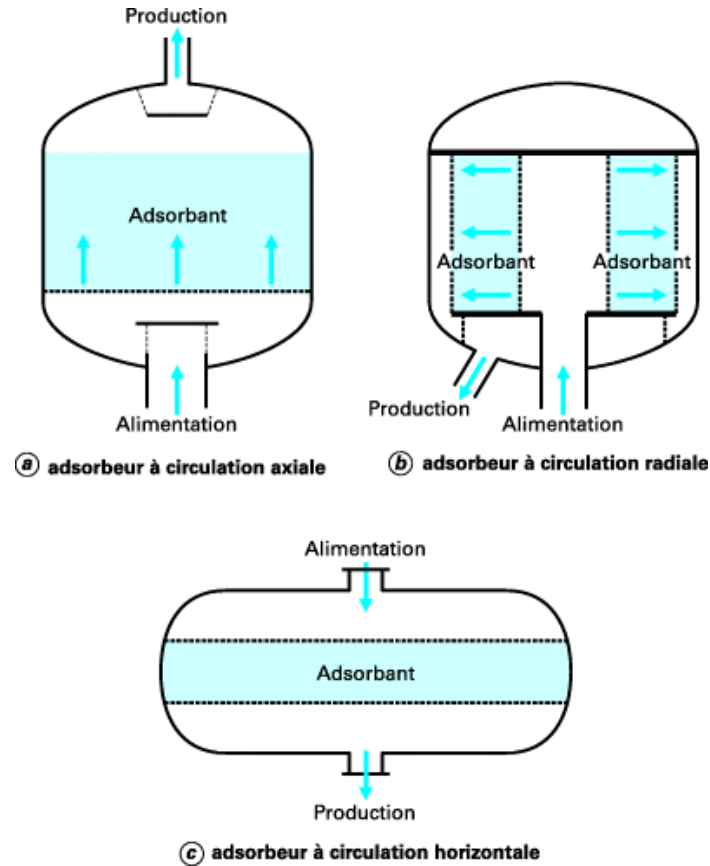 Production
Adsorbant
Alimentation
ⓐ adsorbeur à circulation axiale
Adsorbant Adsorbant
Production
Alimentation
ⓑ adsorbeur à circulation radiale
Alimentation
Adsorbant
Production
ⓒ adsorbeur à circulation horizontale